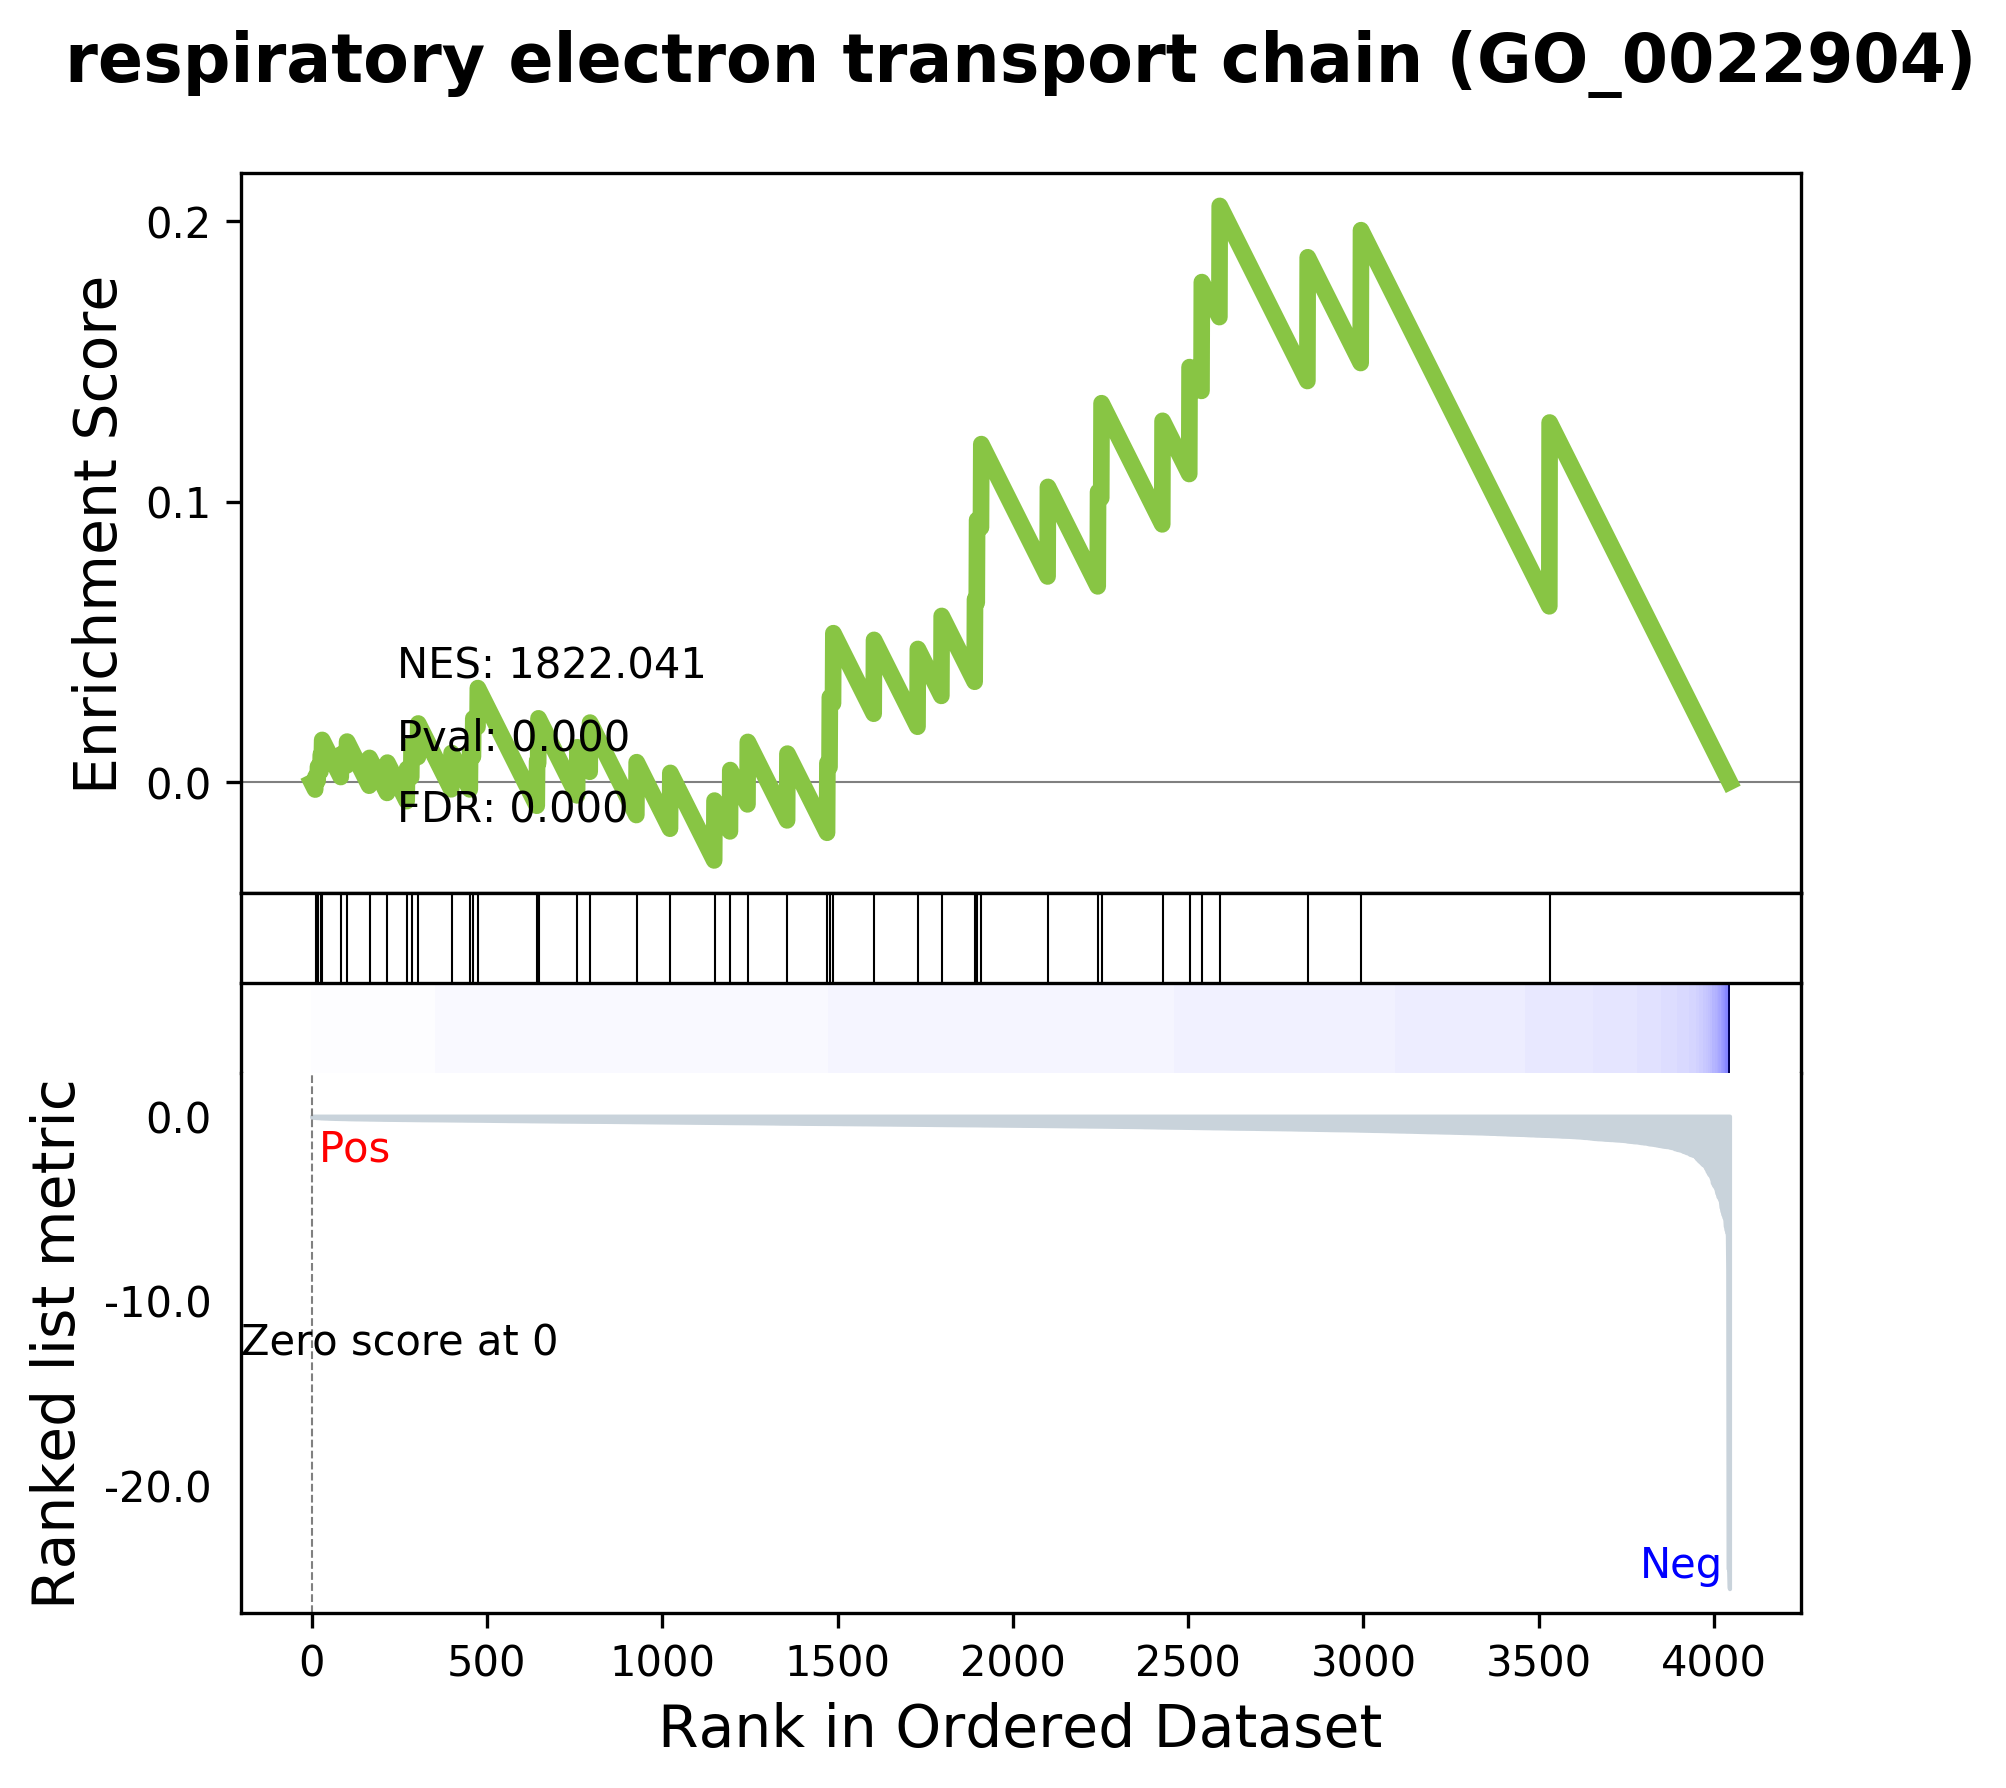 respiratory electron transport chain (GO_0022904)
Enrichment Score
0.2
0.1
0.0
NES: 1822.041
Pval: 0.000
FDR: 0.000
Ranked list metric
0.0
-10.0
-20.0
Pos
Zero score at 0
Neg
0 500 1000 1500 2000 2500 3000 3500 4000
Rank in Ordered Dataset